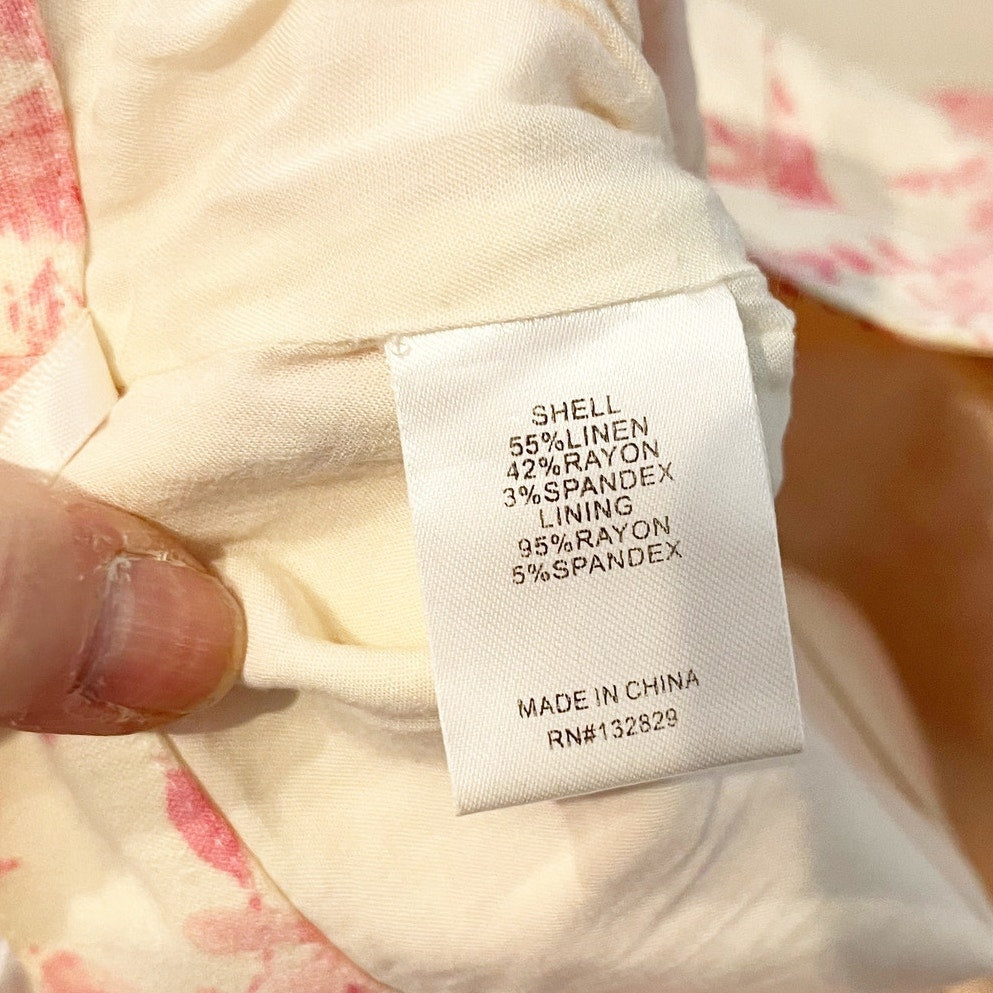 SHELL
55%LINEN
42%RAYON
3%SPANDEX
LINING
95%RAYON
5%SPANDEX
MADE IN CHINA
RN#132829